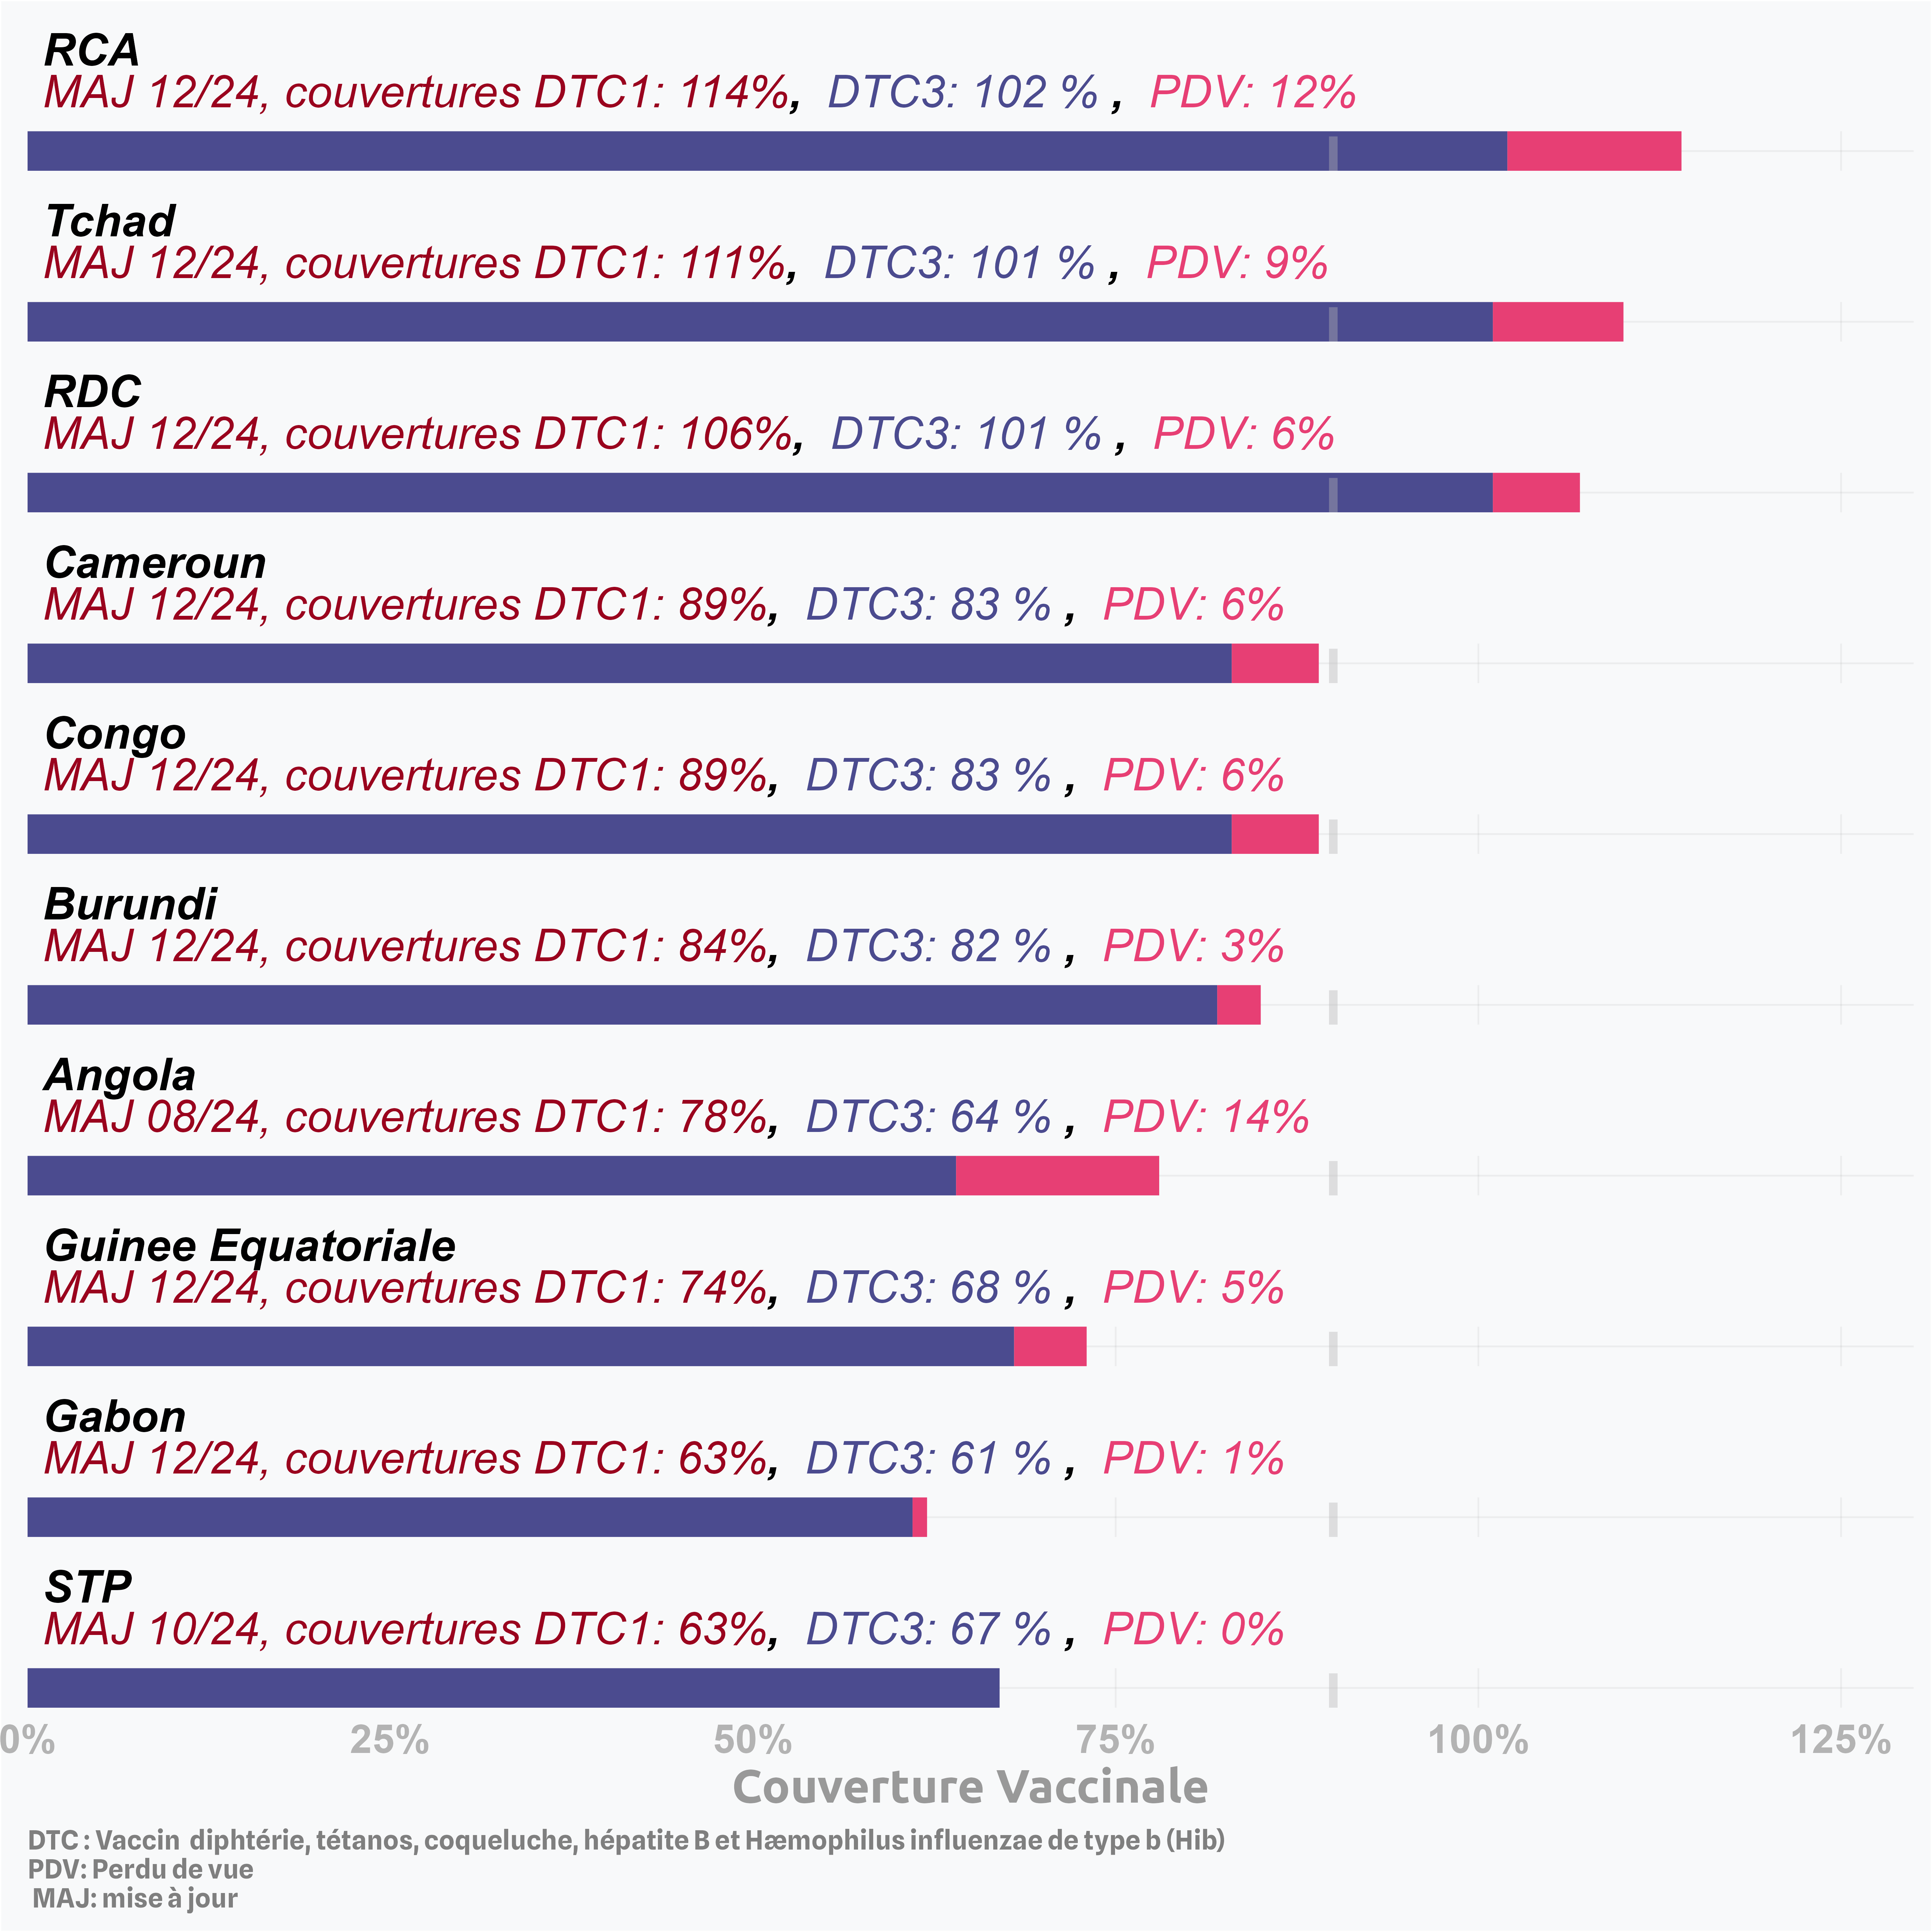 RCA
MAJ 12/24, couvertures DTC1: 114%, DTC3: 102 % , PDV: 12%
Tchad
MAJ 12/24, couvertures DTC1: 111%, DTC3: 101 % , PDV: 9%
RDC
MAJ 12/24, couvertures DTC1: 106%, DTC3: 101 % , PDV: 6%
Cameroun
MAJ 12/24, couvertures DTC1: 89%, DTC3: 83 % , PDV: 6%
Congo
MAJ 12/24, couvertures DTC1: 89%, DTC3: 83 % , PDV: 6%
Burundi
MAJ 12/24, couvertures DTC1: 84%, DTC3: 82 % , PDV: 3%
Angola
MAJ 08/24, couvertures DTC1: 78%, DTC3: 64 % , PDV: 14%
Guinee Equatoriale
MAJ 12/24, couvertures DTC1: 74%, DTC3: 68 % , PDV: 5%
Gabon
MAJ 12/24, couvertures DTC1: 63%, DTC3: 61 % , PDV: 1%
STP
MAJ 10/24, couvertures DTC1: 63%, DTC3: 67 % , PDV: 0%
0% 25% 50% 75% 100% 125%
Couverture Vaccinale
DTC : Vaccin diphtérie, tétanos, coqueluche, hépatite B et Hæmophilus influenzae de type b (Hib)
PDV: Perdu de vue
MAJ: mise à jour